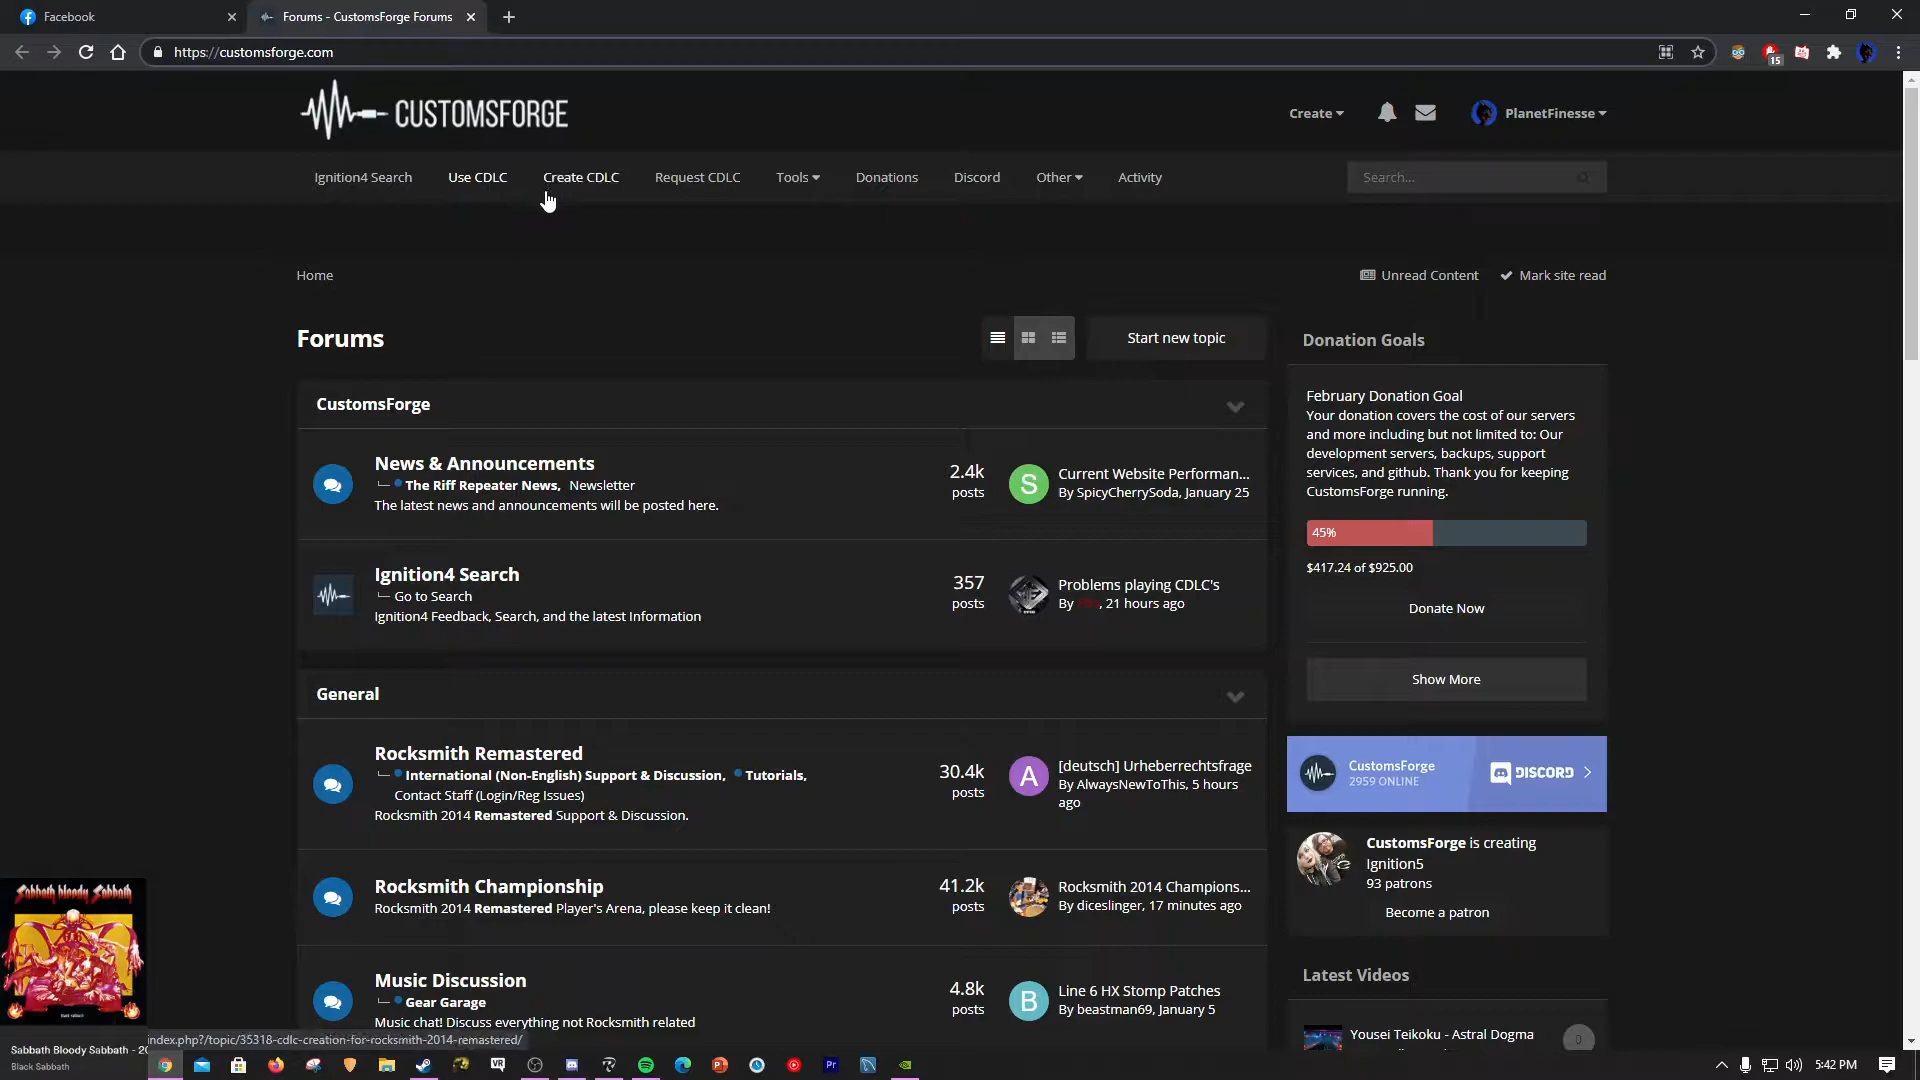 Facebook
Forums - CustomsForge Forums
https://customsforge.com
15
CUSTOMSFORGE
Create
PlanetFinesse
Ignition4 Search
Use CDLC
Create CDLC
Request CDLC
Tools
Donations
Discord
Other
Activity
Search...
Home
Unread Content
Mark site read
Forums
Start new topic
CustomsForge
News & Announcements
The Riff Repeater News, Newsletter
The latest news and announcements will be posted here.
2.4k
posts
S
Current Website Performan...
By SpicyCherrySoda, January 25
Ignition4 Search
Go to Search
Ignition4 Feedback, Search, and the latest Information
357
posts
Problems playing CDLC's
By , 21 hours ago
General
Rocksmith Remastered
International (Non-English) Support & Discussion, Tutorials,
Contact Staff (Login/Reg Issues)
Rocksmith 2014 Remastered Support & Discussion.
30.4k
posts
A
[deutsch] Urheberrechtsfrage
By AlwaysNewToThis, 5 hours
ago
Rocksmith Championship
Rocksmith 2014 Remastered Player's Arena, please keep it clean!
41.2k
posts
Rocksmith 2014 Champions...
By diceslinger, 17 minutes ago
Music Discussion
Gear Garage
Music chat! Discuss everything not Rocksmith related
4.8k
posts
B
Line 6 HX Stomp Patches
By beastman69, January 5
Donation Goals
February Donation Goal
Your donation covers the cost of our servers
and more including but not limited to: Our
development servers, backups, support
services, and github. Thank you for keeping
CustomsForge running.
45%
$417.24 of $925.00
Donate Now
Show More
CustomsForge
2959 ONLINE
DISCORD
CustomsForge is creating
Ignition5
93 patrons
Become a patron
Latest Videos
Yousei Teikoku - Astral Dogma
0
Sabbath bloody Sabbath
black sabbath
index.php?/topic/35318-cdlc-creation-for-rocksmith-2014-remastered/
Sabbath Bloody Sabbath - 20
Black Sabbath
VR
Pr
5:42 PM